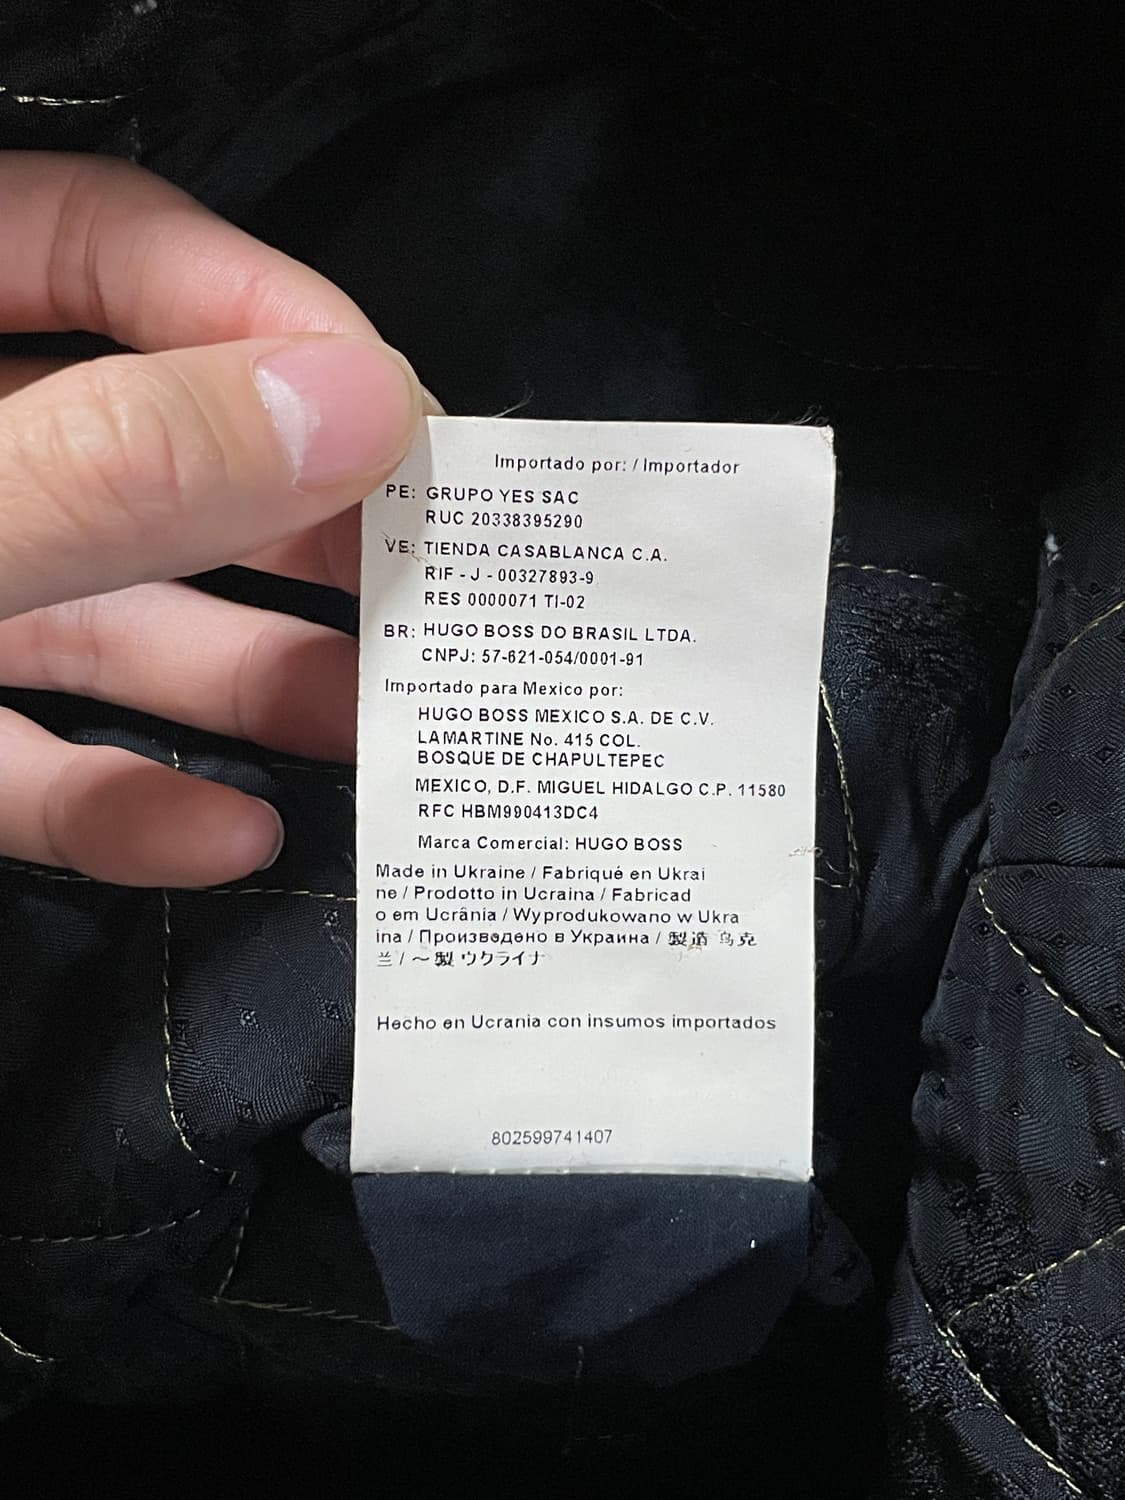 Importado por: / Importador
PE: GRUPO YES SAC
RUC 20338395290
VE: TIENDA CASABLANCA C.A.
RIF - J - 00327893-9
RES 0000071 TI-02
BR: HUGO BOSS DO BRASIL LTDA.
CNPJ: 57-621-054/0001-91
Importado para Mexico por:
HUGO BOSS MEXICO S.A. DE C.V.
LAMARTINE No. 415 COL.
BOSQUE DE CHAPULTEPEC
MEXICO, D.F. MIGUEL HIDALGO C.P. 11580
RFC HBM990413DC4
Marca Comercial: HUGO BOSS
Made in Ukraine / Fabriqué en Ukrai
ne / Prodotto in Ucraina / Fabricad
o em Ucrânia / Wyprodukowano w Ukra
ina / Произведено в Украина / 製造 乌克
兰 / ～製 ウクライナ
Hecho en Ucrania con insumos importados
802599741407